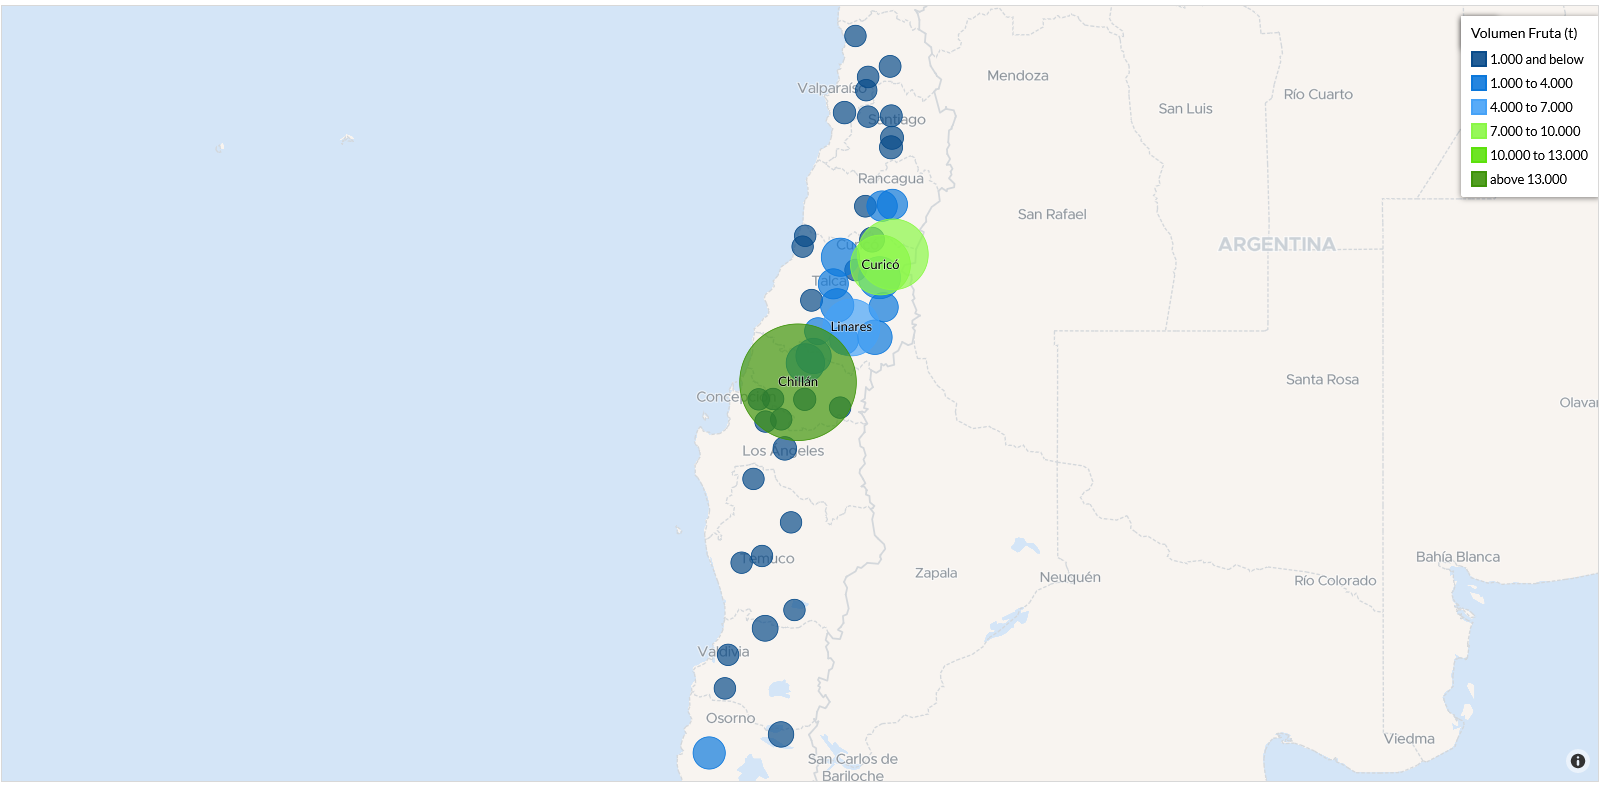 Volumen Fruta (t)
1.000 and below
1.000 to 4.000
4.000 to 7.000
7.000 to 10.000
10.000 to 13.000
above 13.000
Mendoza
Valparaíso
San Luis
Río Cuarto
Santiago
Rancagua
San Rafael
ARGENTINA
Curicó
Talca
Linares
Chillán
Santa Rosa
Los Angeles
Temuco
Zapala
Neuquén
Bahía Blanca
Río Colorado
Valdivia
Osorno
Viedma
San Carlos de
Bariloche